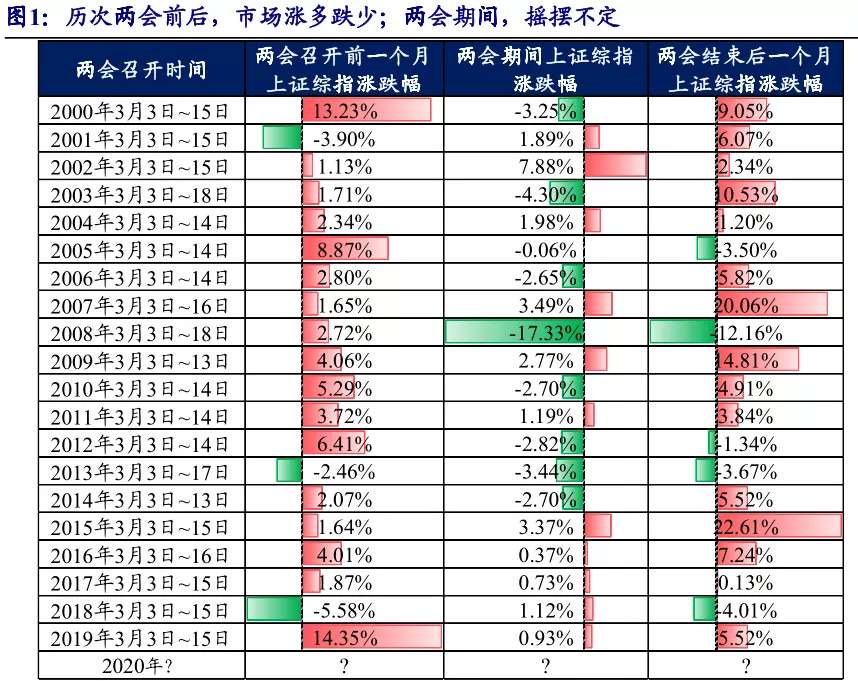 图1：历次两会前后，市场涨多跌少；两会期间，摇摆不定
两会召开时间 两会召开前一个月上证综指涨跌幅 两会期间上证综指涨跌幅 两会结束后一个月上证综指涨跌幅
2000年3月3日~15日 13.23% -3.25% 9.05%
2001年3月3日~15日 -3.90% 1.89% 6.07%
2002年3月3日~15日 1.13% 7.88% 2.34%
2003年3月3日~18日 1.71% -4.30% 10.53%
2004年3月3日~14日 2.34% 1.98% 1.20%
2005年3月3日~14日 8.87% -0.06% -3.50%
2006年3月3日~14日 2.80% -2.65% 5.82%
2007年3月3日~16日 1.65% 3.49% 20.06%
2008年3月3日~18日 2.72% -17.33% -12.16%
2009年3月3日~13日 4.06% 2.77% 14.81%
2010年3月3日~14日 5.29% -2.70% 4.91%
2011年3月3日~14日 3.72% 1.19% 3.84%
2012年3月3日~14日 6.41% -2.82% -1.34%
2013年3月3日~17日 -2.46% -3.44% -3.67%
2014年3月3日~13日 2.07% -2.70% 5.52%
2015年3月3日~15日 1.64% 3.37% 22.61%
2016年3月3日~16日 4.01% 0.37% 7.24%
2017年3月3日~15日 1.87% 0.73% 0.13%
2018年3月3日~15日 -5.58% 1.12% -4.01%
2019年3月3日~15日 14.35% 0.93% 5.52%
2020年? ? ? ?